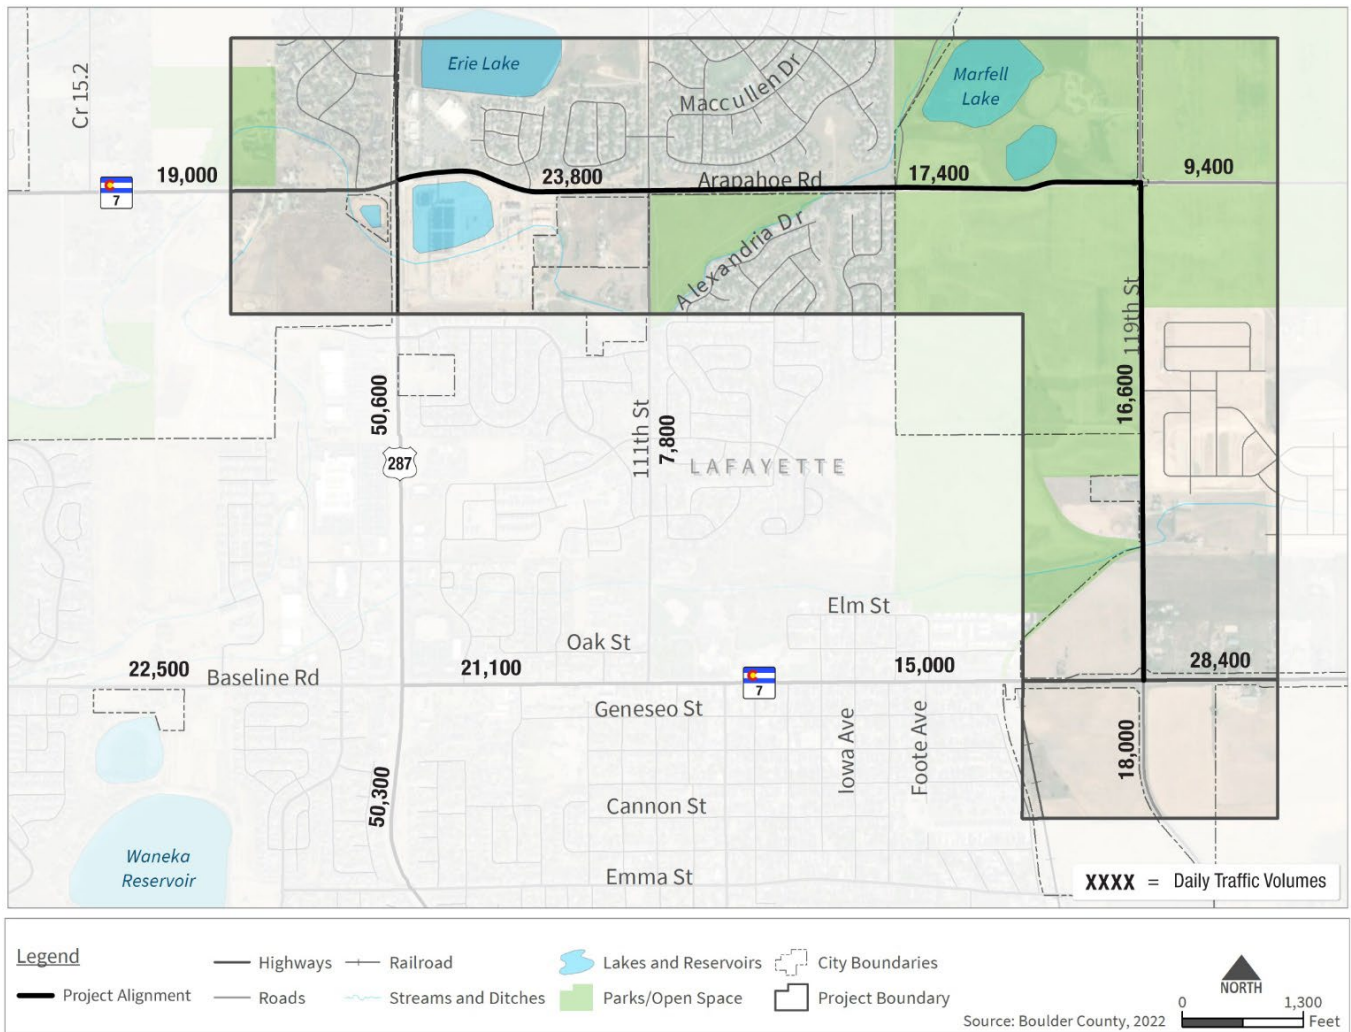 Erie Lake
Maccullen Dr
Marfell
Lake
Cr 15.2
19,000
7
23,800
Arapahoe Rd
17,400
9,400
Alexandria Dr
119th St
16,600
50,600
287
111th St
7,800
LAFAYETTE
Elm St
Oak St
22,500
Baseline Rd
21,100
7
15,000
28,400
Geneseo St
Iowa Ave
Foote Ave
18,000
50,300
Cannon St
Waneka
Reservoir
Emma St
XXXX = Daily Traffic Volumes
Legend
Highways
Railroad
Lakes and Reservoirs
City Boundaries
Project Alignment
Roads
Streams and Ditches
Parks/Open Space
Project Boundary
NORTH
0 1,300
Feet
Source: Boulder County, 2022